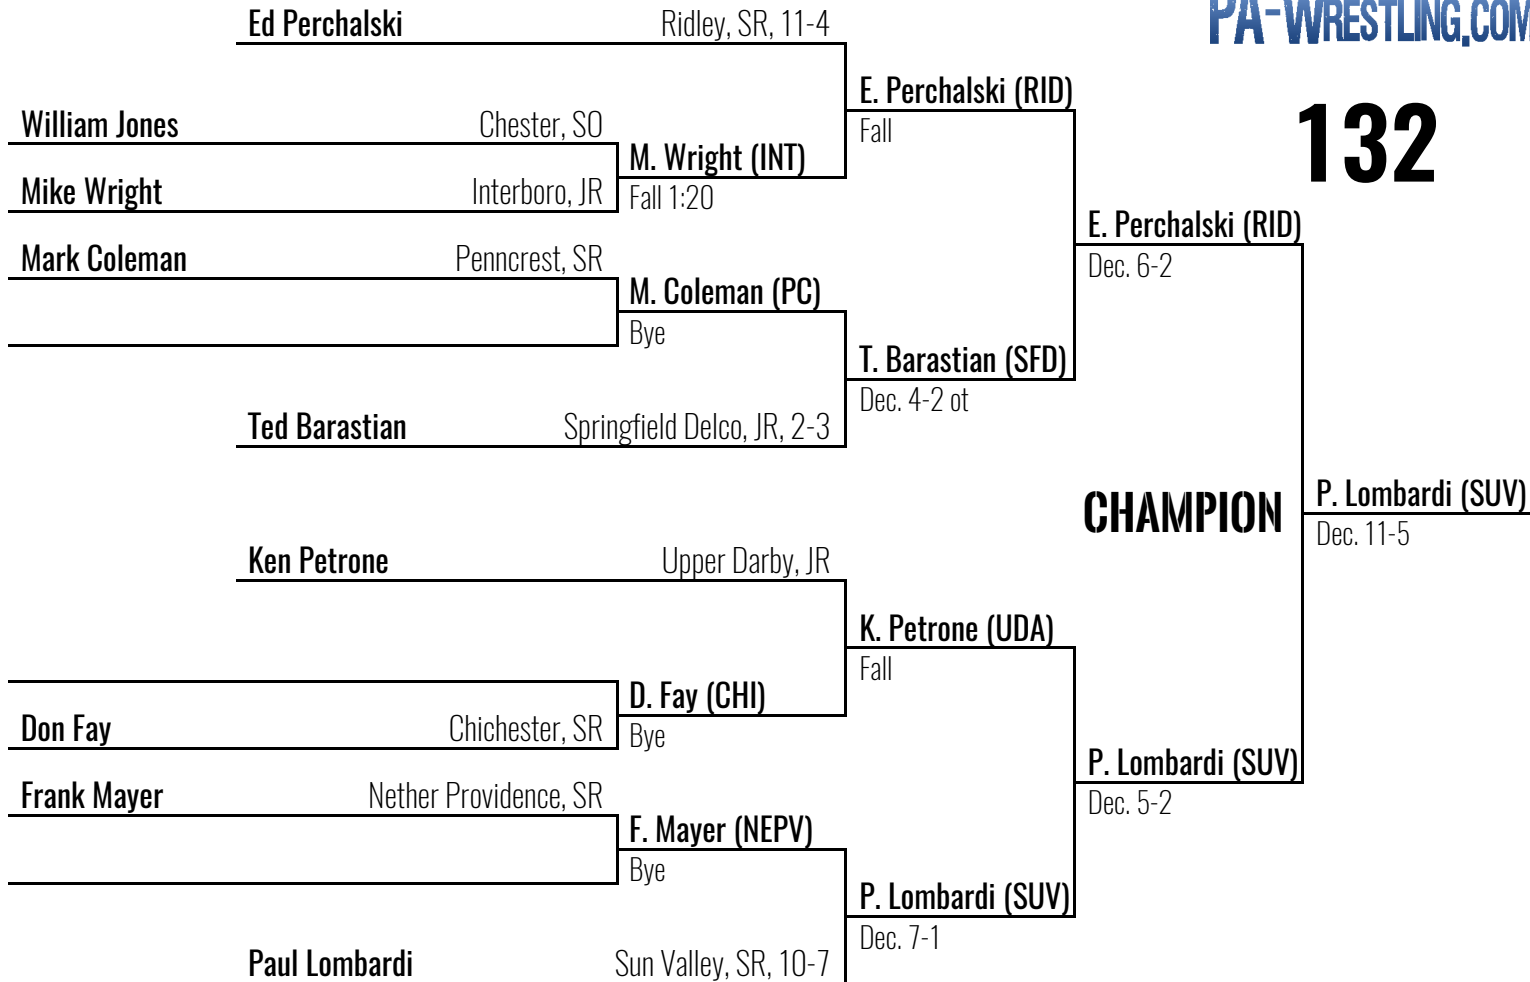 Ed Perchalski Ridley, SR, 11-4
PA-WRESTLING.COM
E. Perchalski (RID)
Fall
132
William Jones Chester, SO
M. Wright (INT)
Fall 1:20
Mike Wright Interboro, JR
E. Perchalski (RID)
Dec. 6-2
Mark Coleman Penncrest, SR
M. Coleman (PC)
Bye
T. Barastian (SFD)
Dec. 4-2 ot
Ted Barastian Springfield Delco, JR, 2-3
CHAMPION
P. Lombardi (SUV)
Dec. 11-5
Ken Petrone Upper Darby, JR
K. Petrone (UDA)
Fall
D. Fay (CHI)
Bye
Don Fay Chichester, SR
P. Lombardi (SUV)
Dec. 5-2
Frank Mayer Nether Providence, SR
F. Mayer (NEPV)
Bye
P. Lombardi (SUV)
Dec. 7-1
Paul Lombardi Sun Valley, SR, 10-7